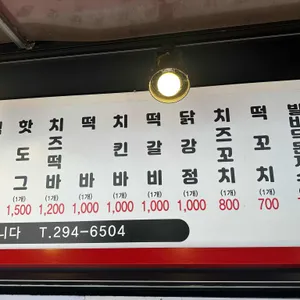 핫도그
(1개)
1,500
치즈떡바
(1개)
1,200
떡바
(1개)
1,000
치킨바
(1개)
1,000
떡갈비
(1개)
1,000
닭강정
(1개)
1,000
치즈꼬치
(1개)
800
떡꼬치
(1개)
700
니다 T.294-6504